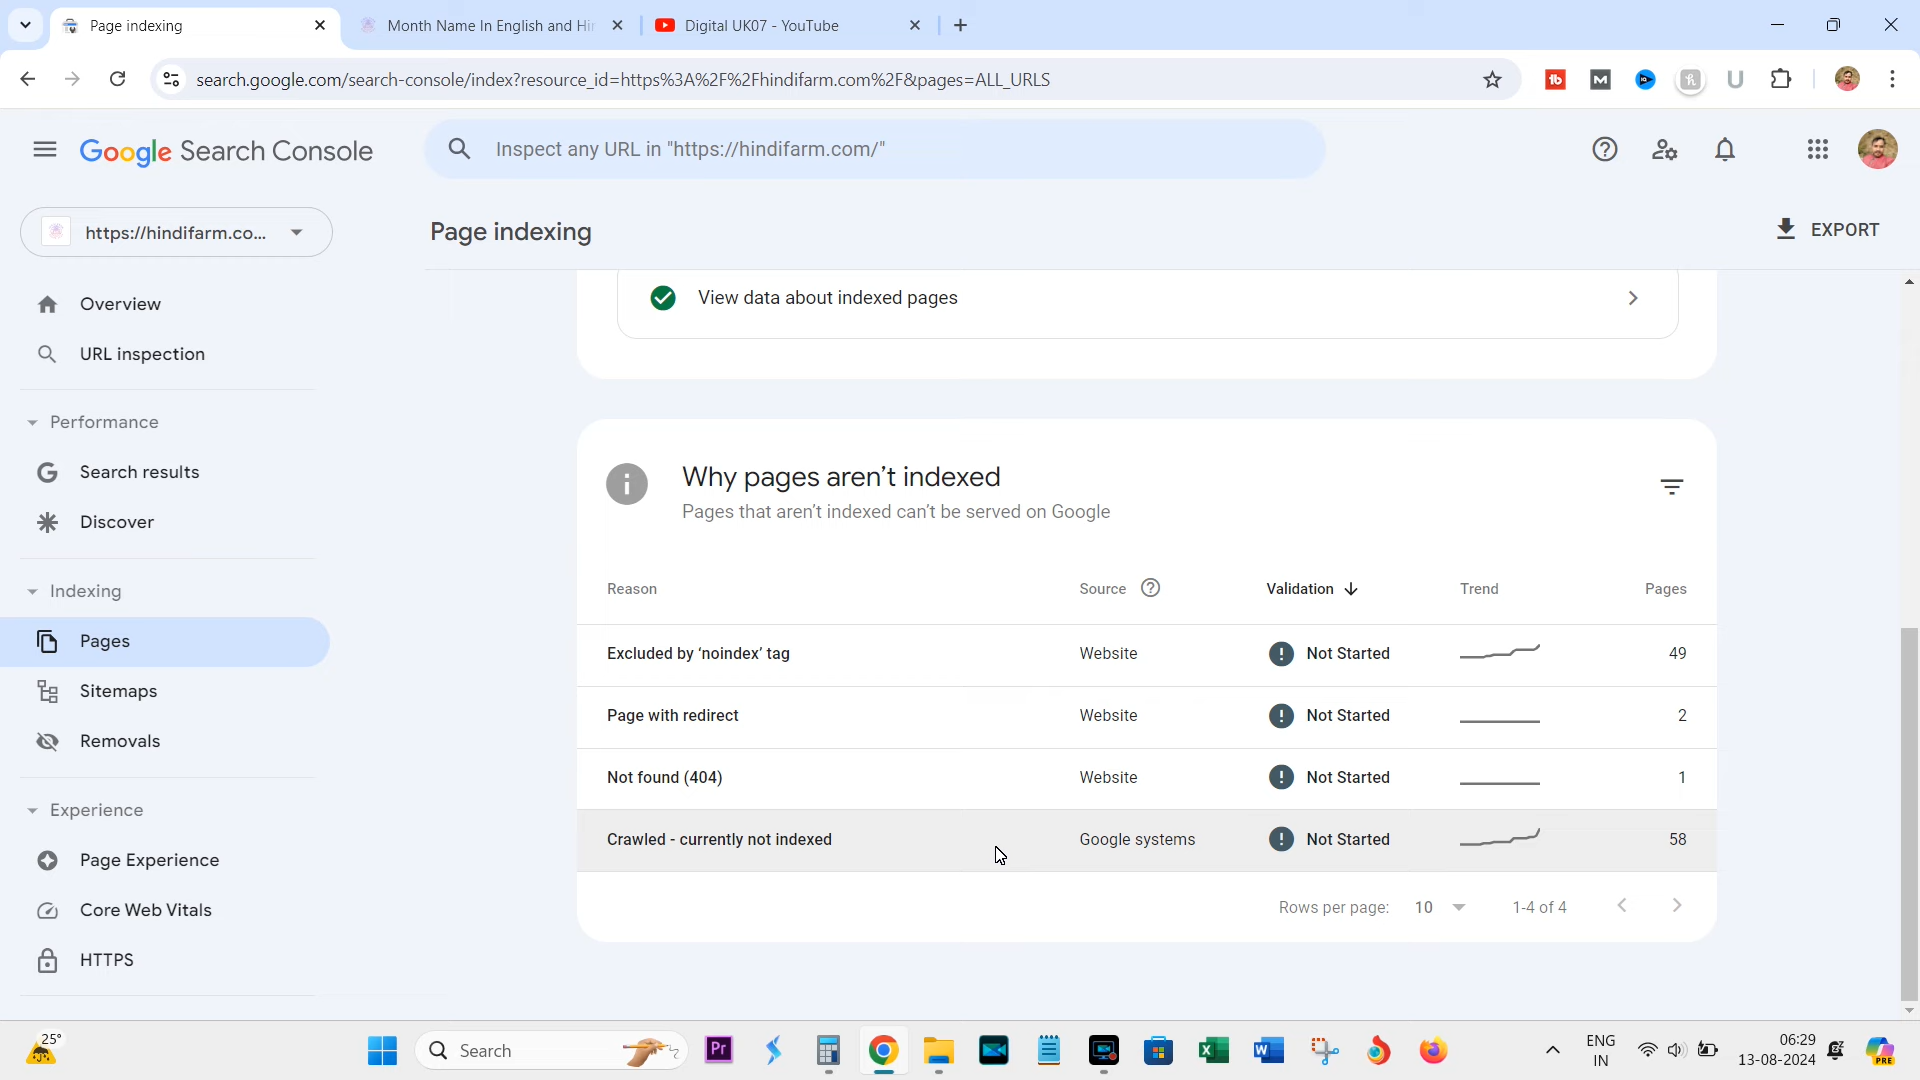 Page indexing
Month Name In English and Hi
Digital UK07 - YouTube
search.google.com/search-console/index?resource_id=https%3A%2F%2Fhindifarm.com%2F&pages=ALL_URLS
Google Search Console
Inspect any URL in "https://hindifarm.com/"
https://hindifarm.co...
Page indexing
EXPORT
Overview
URL inspection
Performance
Search results
Discover
Indexing
Pages
Sitemaps
Removals
Experience
Page Experience
Core Web Vitals
HTTPS
View data about indexed pages
Why pages aren't indexed
Pages that aren't indexed can't be served on Google
Reason Source Validation Trend Pages
Excluded by ‘noindex’ tag Website Not Started 49
Page with redirect Website Not Started 2
Not found (404) Website Not Started 1
Crawled - currently not indexed Google systems Not Started 58
Rows per page: 10 1-4 of 4
25°
Search
ENG
IN
06:29
13-08-2024